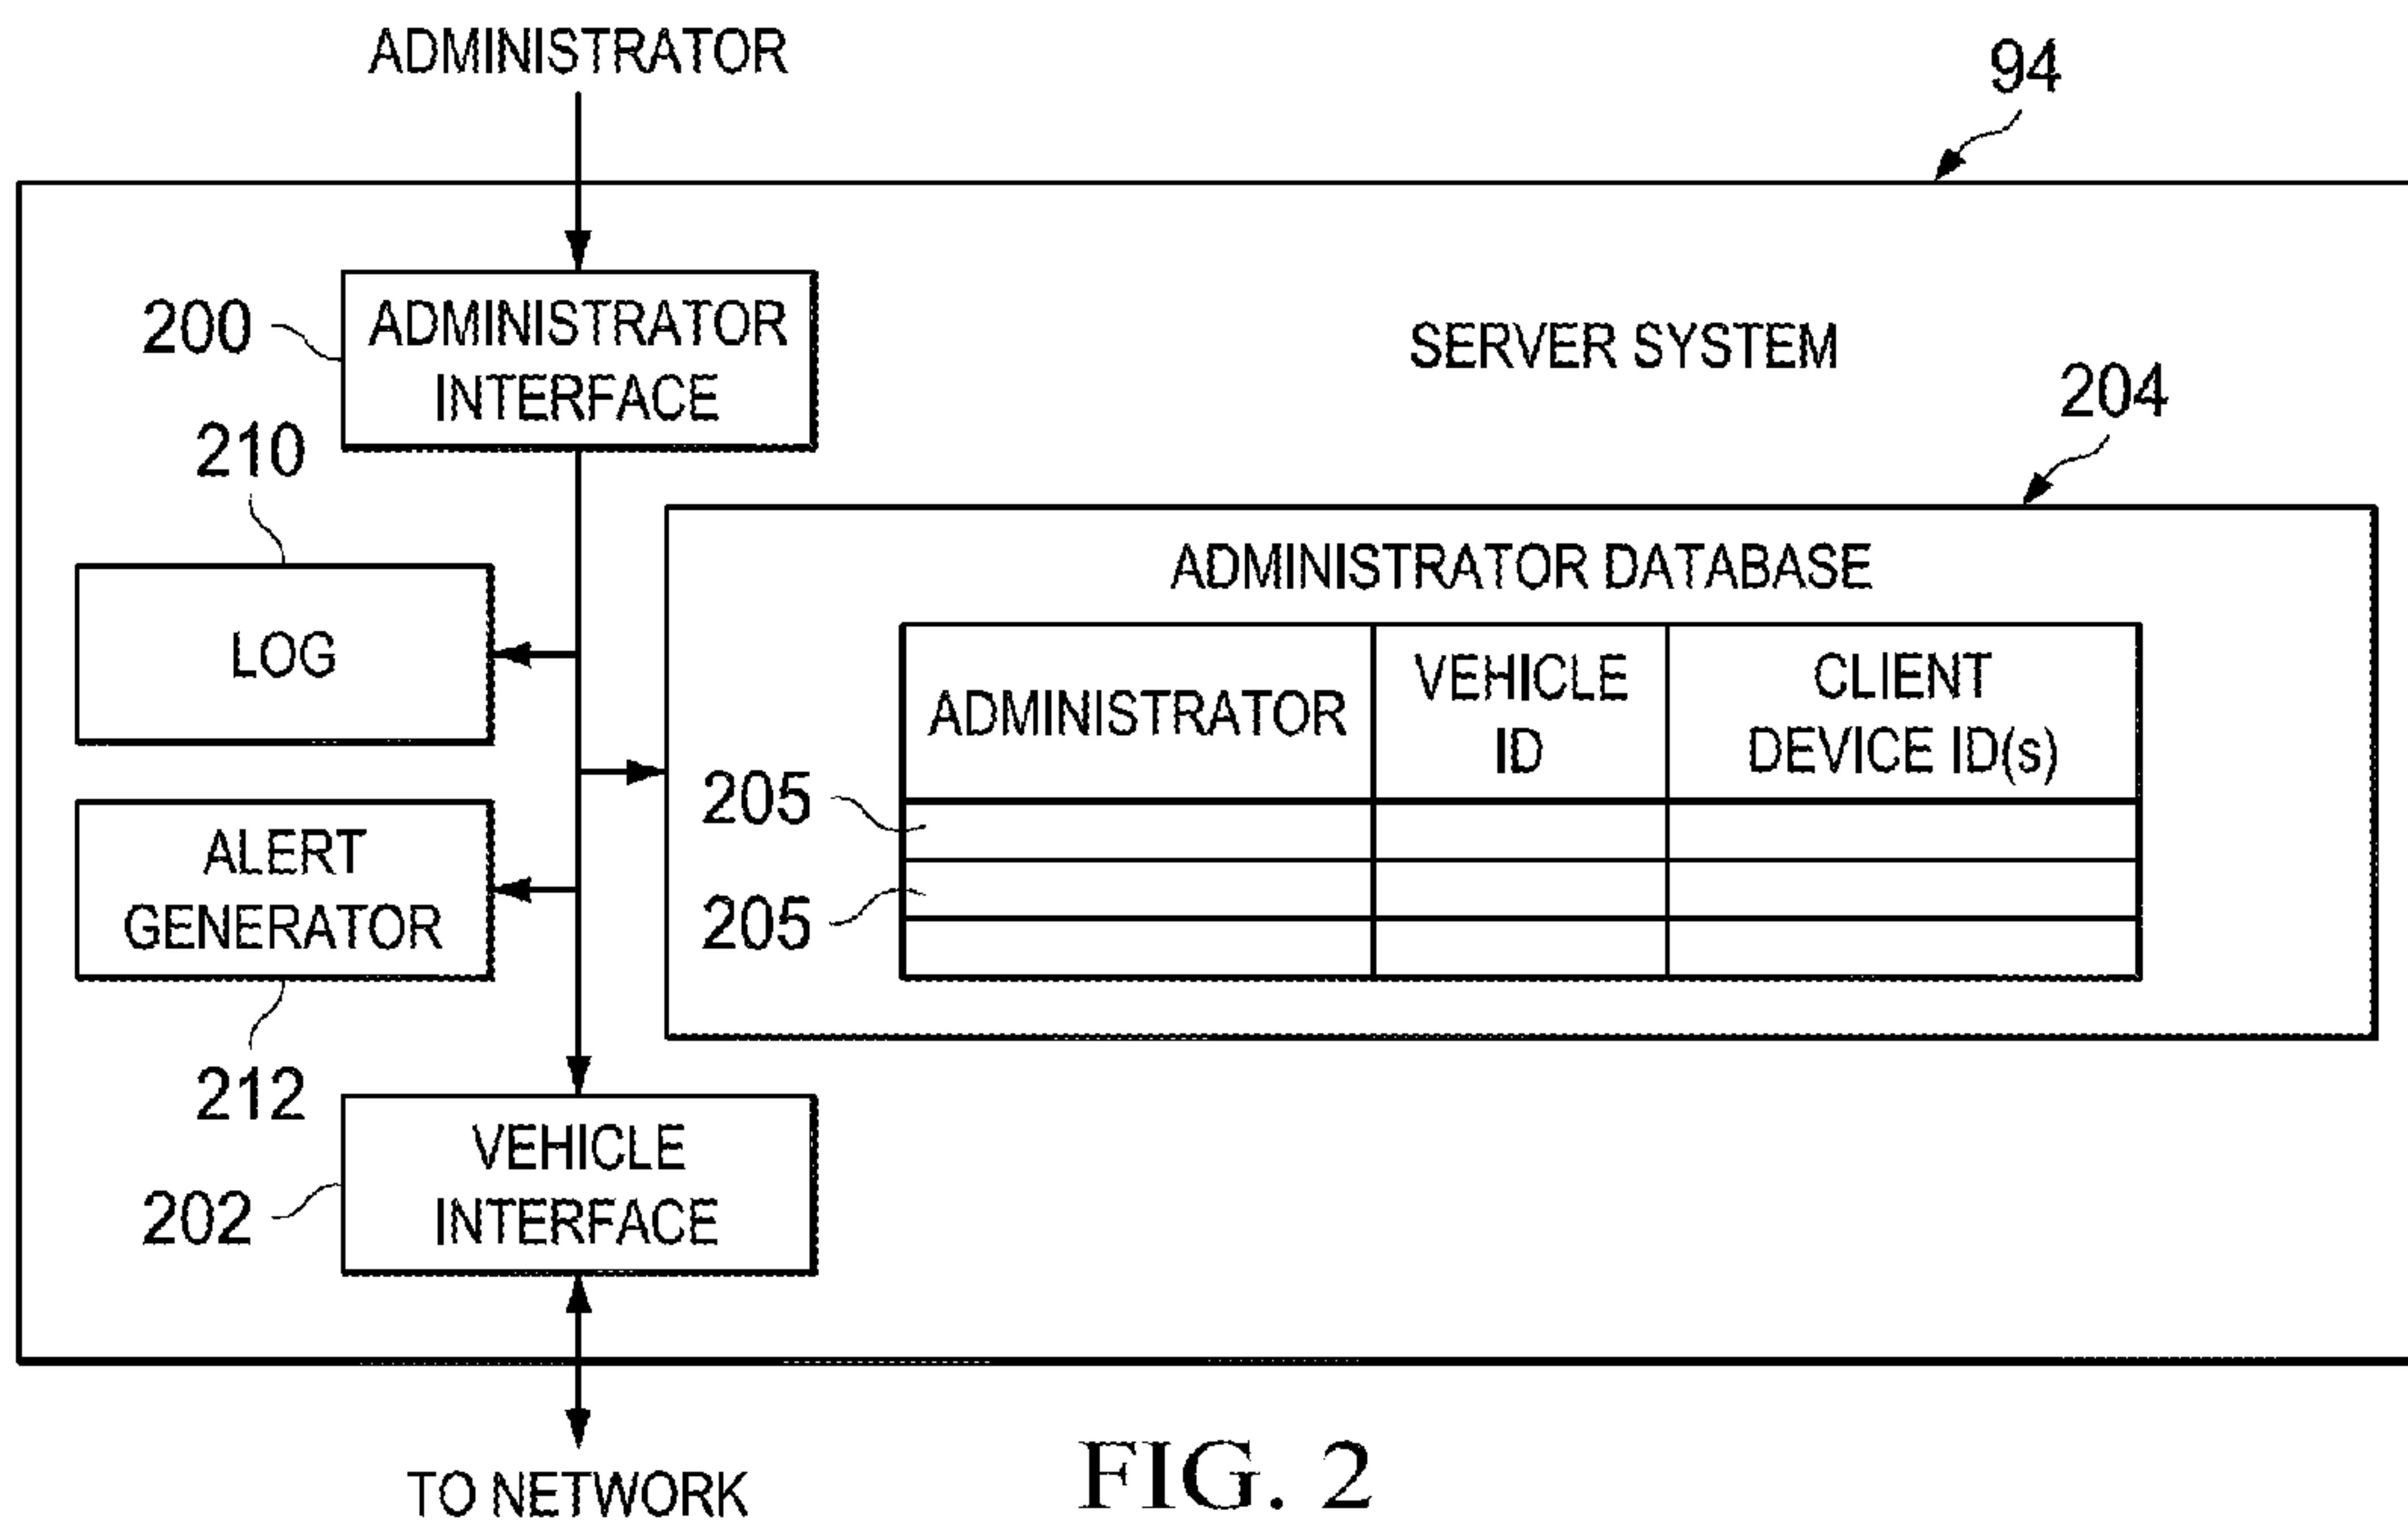 ADMINISTRATOR
94
200
ADMINISTRATOR
INTERFACE
SERVER SYSTEM
204
210
LOG
ADMINISTRATOR DATABASE
ADMINISTRATOR
VEHICLE
ID
CLIENT
DEVICE ID(s)
205
205
ALERT
GENERATOR
212
VEHICLE
INTERFACE
202
TO NETWORK
FIG. 2